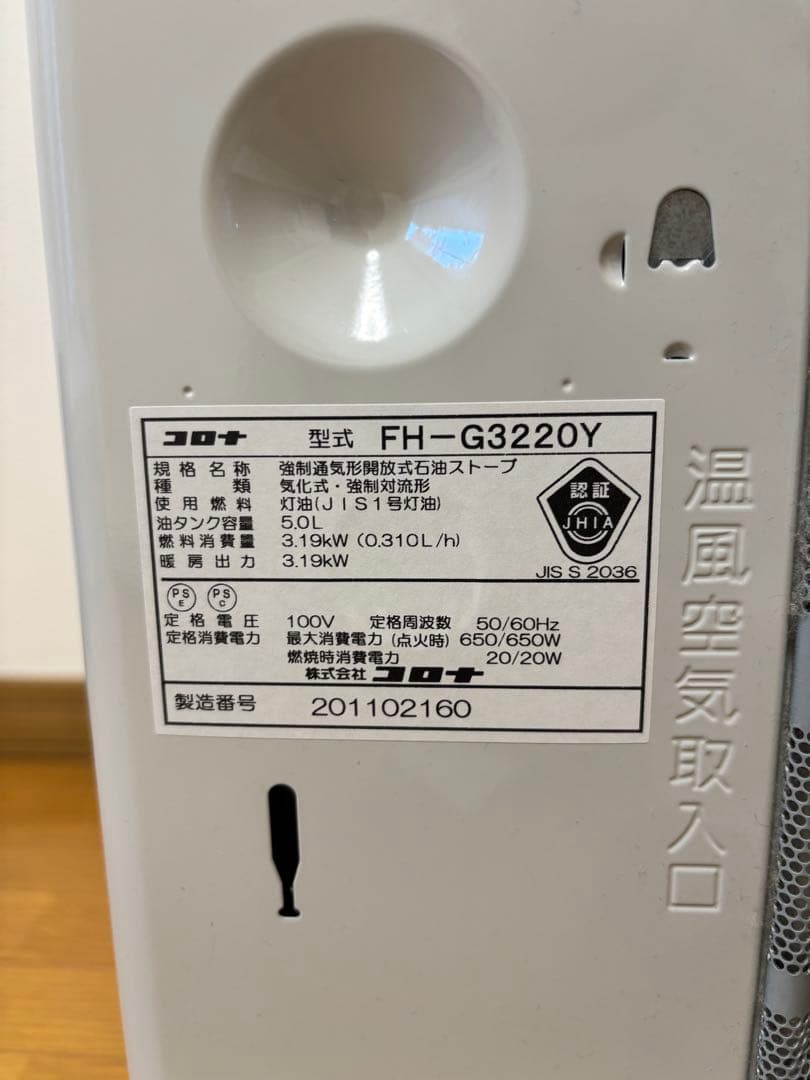 コロナ 型式 FH-G3220Y
規格名称 強制通気形開放式石油ストーブ
種類 気化式・強制対流形
使用燃料 灯油(JIS1号灯油)
油タンク容量 5.0L
燃料消費量 3.19kW (0.310L/h)
暖房出力 3.19kW
認証
JHIA
JIS S 2036
PS E PS C
定格電圧 100V 定格周波数 50/60Hz
定格消費電力 最大消費電力 (点火時) 650/650W
燃焼時消費電力 20/20W
株式会社 コロナ
製造番号 201102160
温風空気取入口